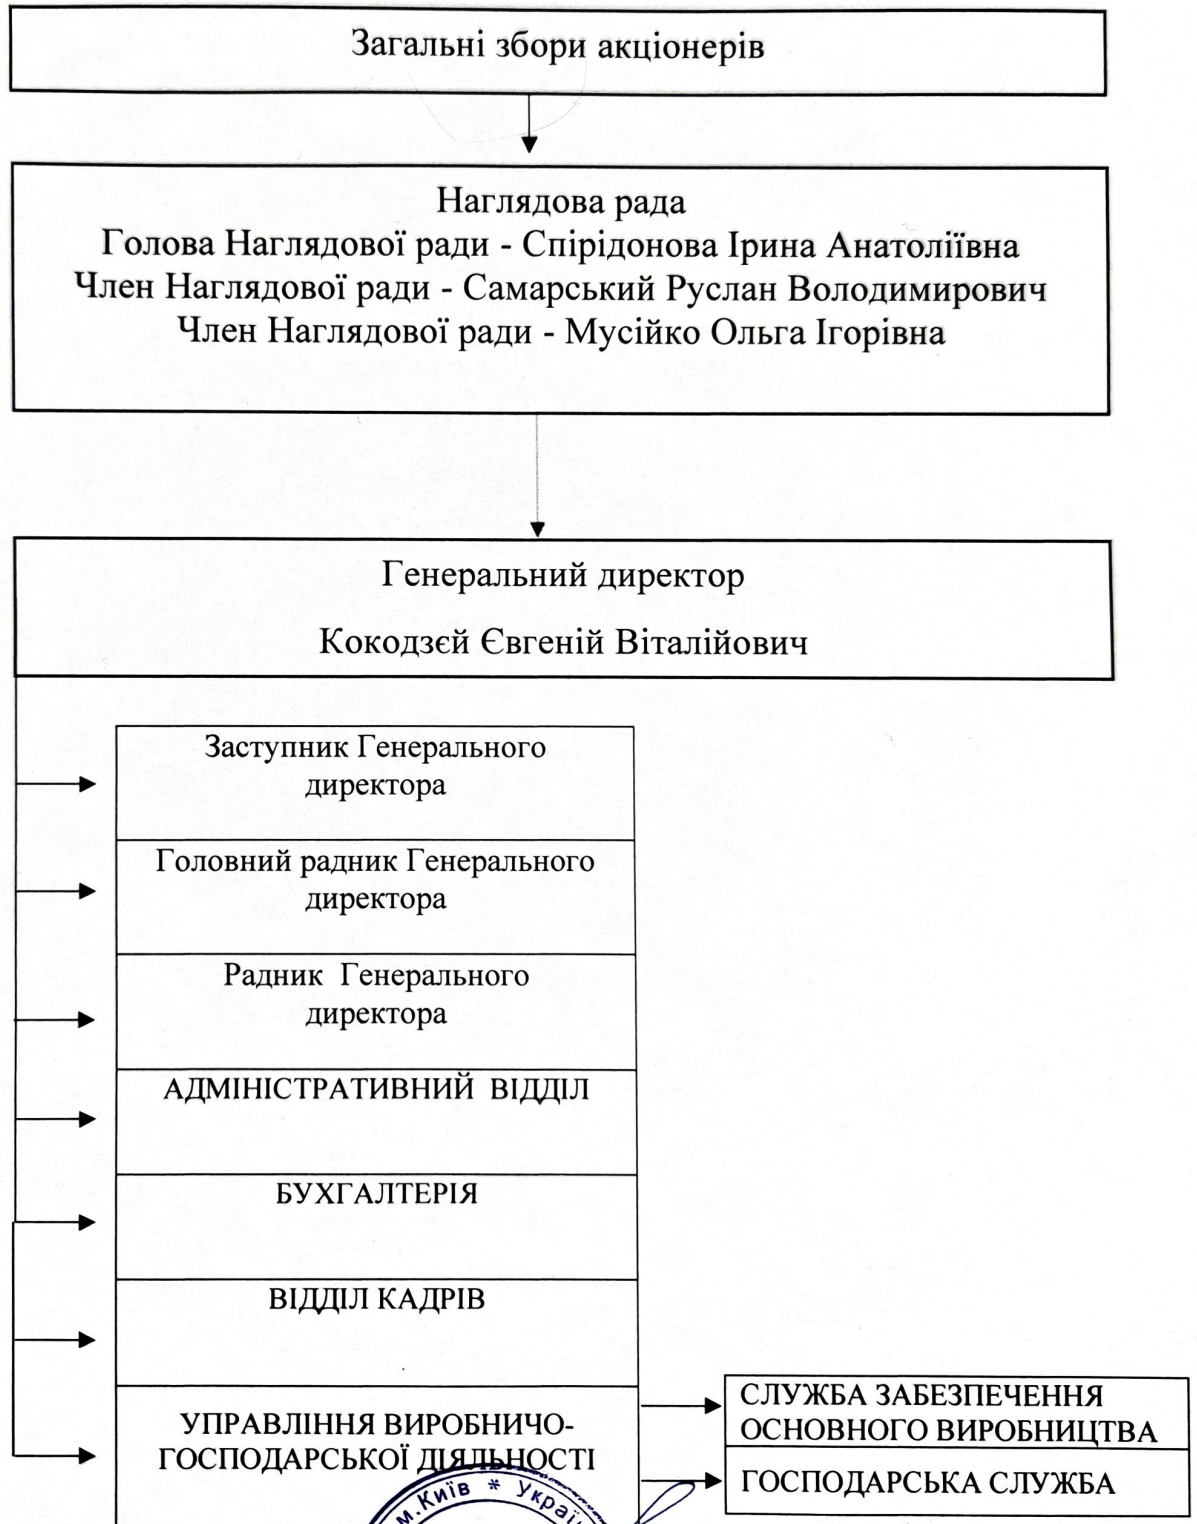 Загальні збори акціонерів
Наглядова рада
Голова Наглядової ради - Спірідонова Ірина Анатоліївна
Член Наглядової ради - Самарський Руслан Володимирович
Член Наглядової ради - Мусійко Ольга Ігорівна
Генеральний директор
Кокодзєй Євгеній Віталійович
Заступник Генерального
директора
Головний радник Генерального
директора
Радник Генерального
директора
АДМІНІСТРАТИВНИЙ ВІДДІЛ
БУХГАЛТЕРІЯ
ВІДДІЛ КАДРІВ
УПРАВЛІННЯ ВИРОБНИЧО-
ГОСПОДАРСЬКОЇ ДІЯЛЬНОСТІ
СЛУЖБА ЗАБЕЗПЕЧЕННЯ
ОСНОВНОГО ВИРОБНИЦТВА
ГОСПОДАРСЬКА СЛУЖБА
м.Київ *